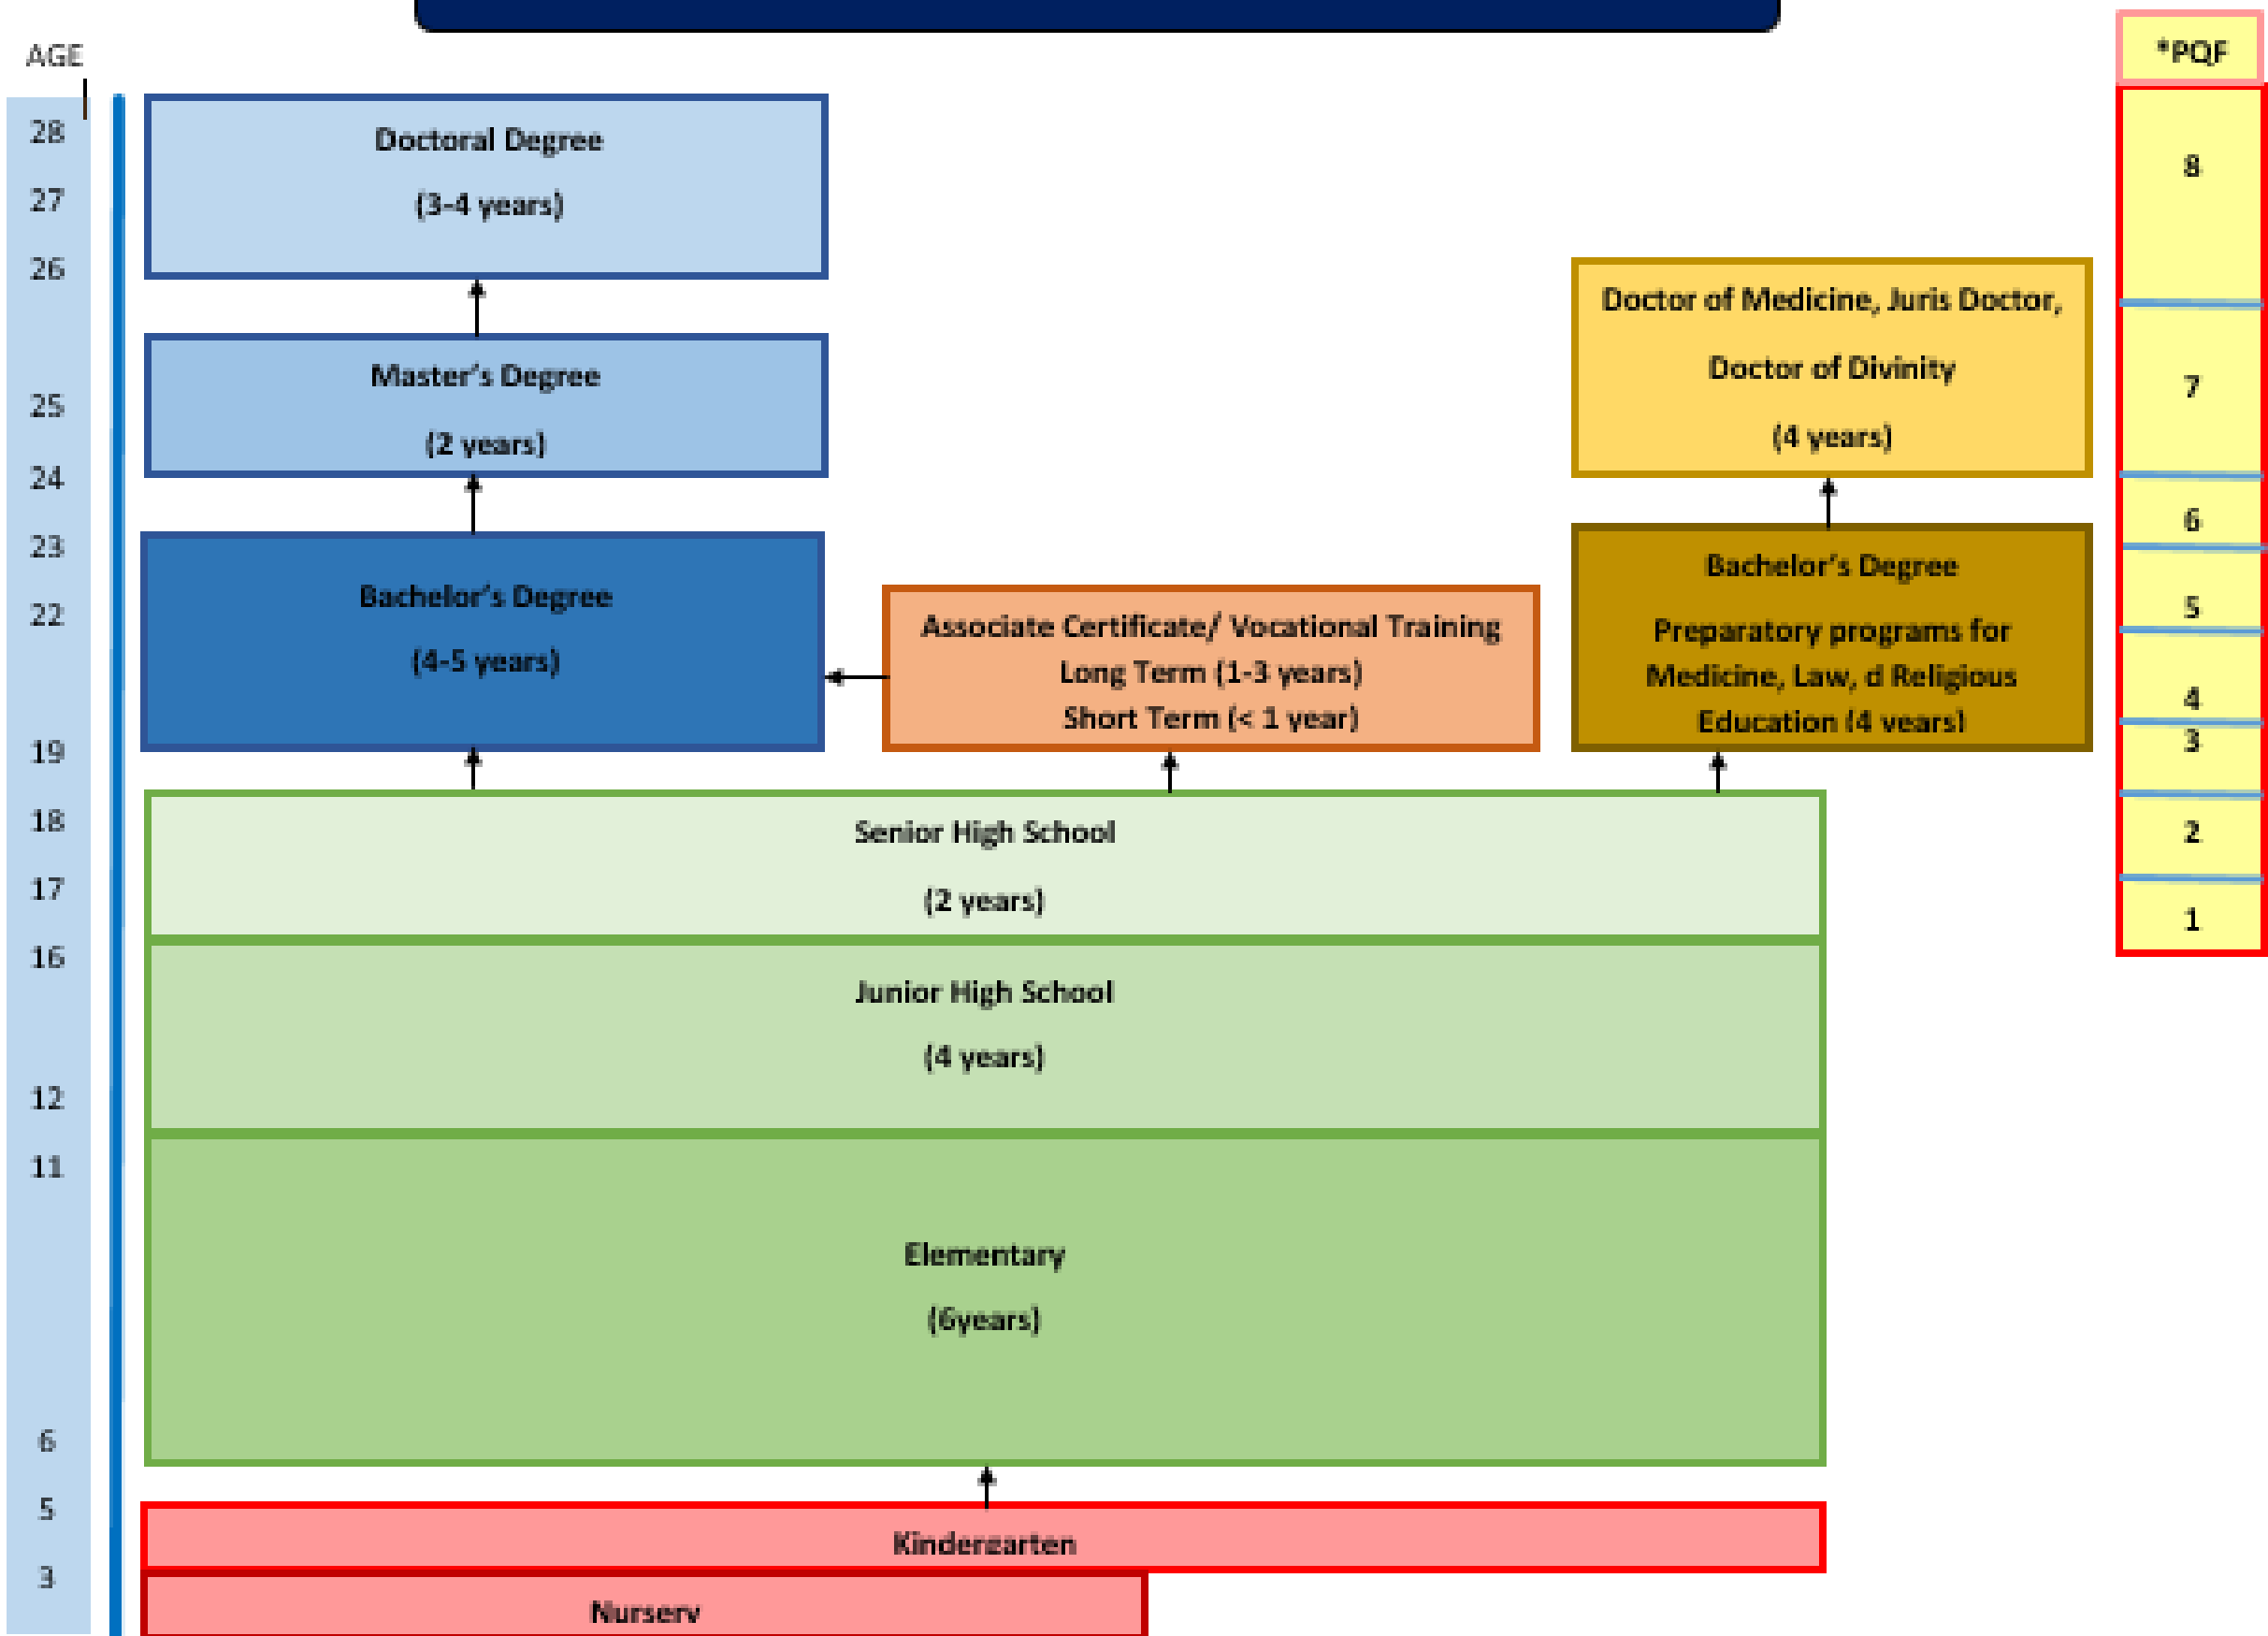 AGE
*PQF
28
27
26
25
24
23
22
19
18
17
16
12
11
6
5
3
Doctoral Degree
(3-4 years)
Master's Degree
(2 years)
Bachelor's Degree
(4-5 years)
Associate Certificate/ Vocational Training
Long Term (1-3 years)
Short Term (< 1 year)
Doctor of Medicine, Juris Doctor,
Doctor of Divinity
(4 years)
Bachelor's Degree
Preparatory programs for
Medicine, Law, d Religious
Education (4 years)
Senior High School
(2 years)
Junior High School
(4 years)
Elementary
(6years)
Kindergarten
Nursery
8
7
6
5
4
3
2
1